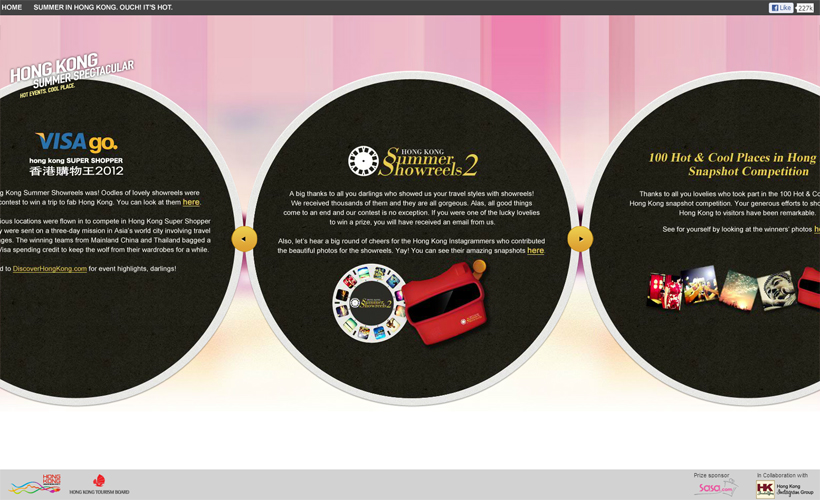 HOME SUMMER IN HONG KONG. OUCH! IT'S HOT.
Like 227k
HONG KONG
SUMMER SPECTACULAR
HOT EVENTS. COOL PLACE.
VISA go.
hong kong SUPER SHOPPER
香港購物王2012
g Kong Summer Showreels was! Oodles of lovely showreels were
contest to win a trip to fab Hong Kong. You can look at them here.
ious locations were flown in to compete in Hong Kong Super Shopper
y were sent on a three-day mission in Asia's world city involving travel
nges. The winning teams from Mainland China and Thailand bagged a
Visa spending credit to keep the wolf from their wardrobes for a while.
d to DiscoverHongKong.com for event highlights, darlings!
HONG KONG
Summer
Showreels 2
A big thanks to all you darlings who showed us your travel styles with showreels!
We received thousands of them and they are all gorgeous. Alas, all good things
come to an end and our contest is no exception. If you were one of the lucky lovelies
to win a prize, you will have received an email from us.
Also, let's hear a big round of cheers for the Hong Kong Instagrammers who contributed
the beautiful photos for the showreels. Yay! You can see their amazing snapshots here.
Summer
Showreels 2
100 Hot & Cool Places in Hong
Snapshot Competition
Thanks to all you lovelies who took part in the 100 Hot & Co
Hong Kong snapshot competition. Your generous efforts to sho
Hong Kong to visitors have been remarkable.
See for yourself by looking at the winners' photos he
HONG KONG
HONG KONG TOURISM BOARD
Prize sponsor
sasa.com
In Collaboration with
HK
Hong Kong
Instagram Group